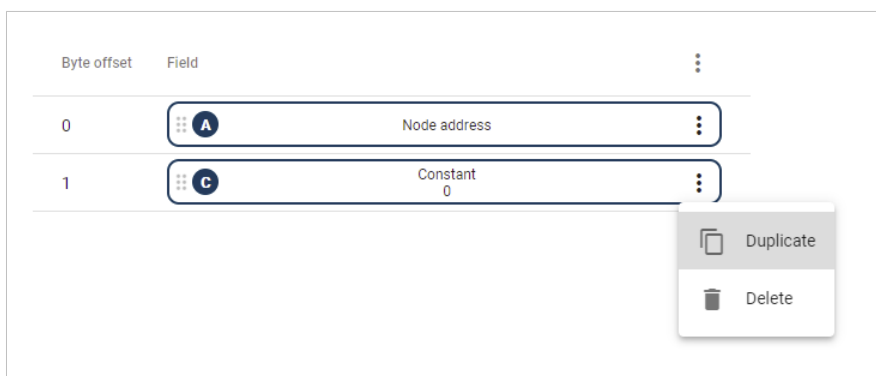 Byte offset Field
0 A Node address
1 C Constant
0
Duplicate
Delete